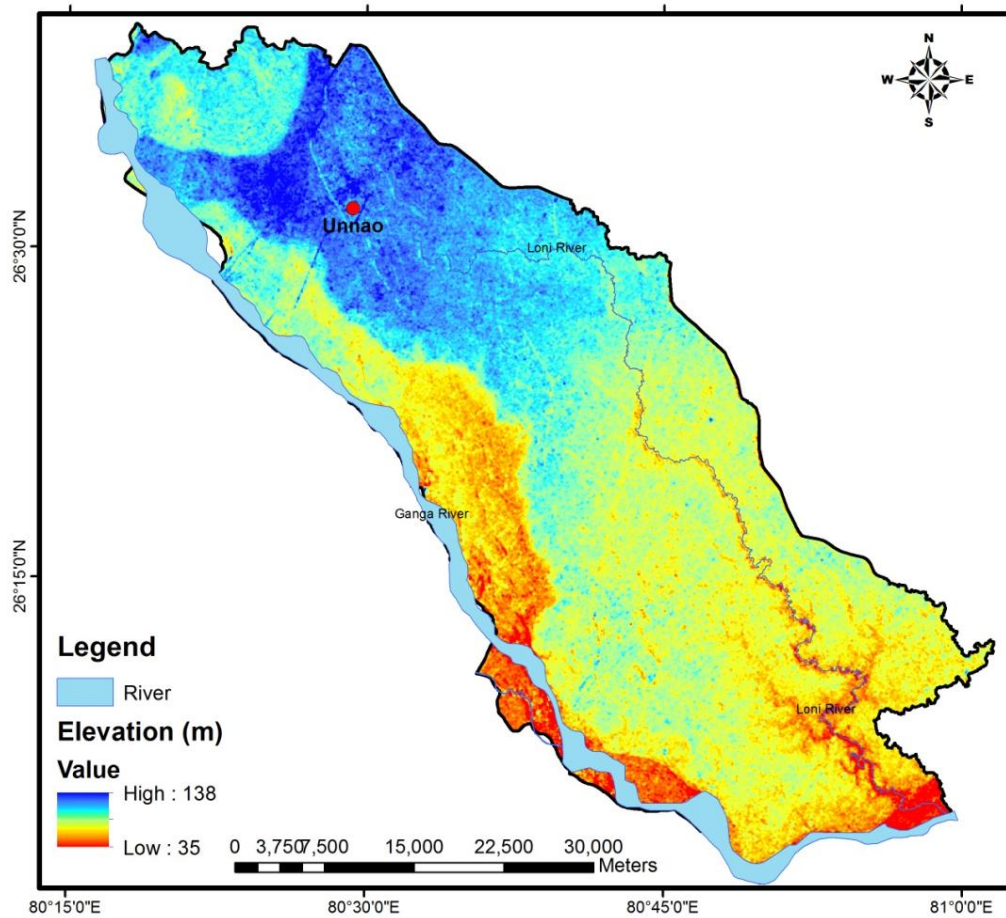 N
W E
S
26°30'0"N
Unnao
Loni River
Ganga River
26°15'0"N
Legend
River
Loni River
Elevation (m)
Value
High : 138
Low : 35
0 3,750 7,500 15,000 22,500 30,000
Meters
80°15'0"E 80°30'0"E 80°45'0"E 81°0'0"E